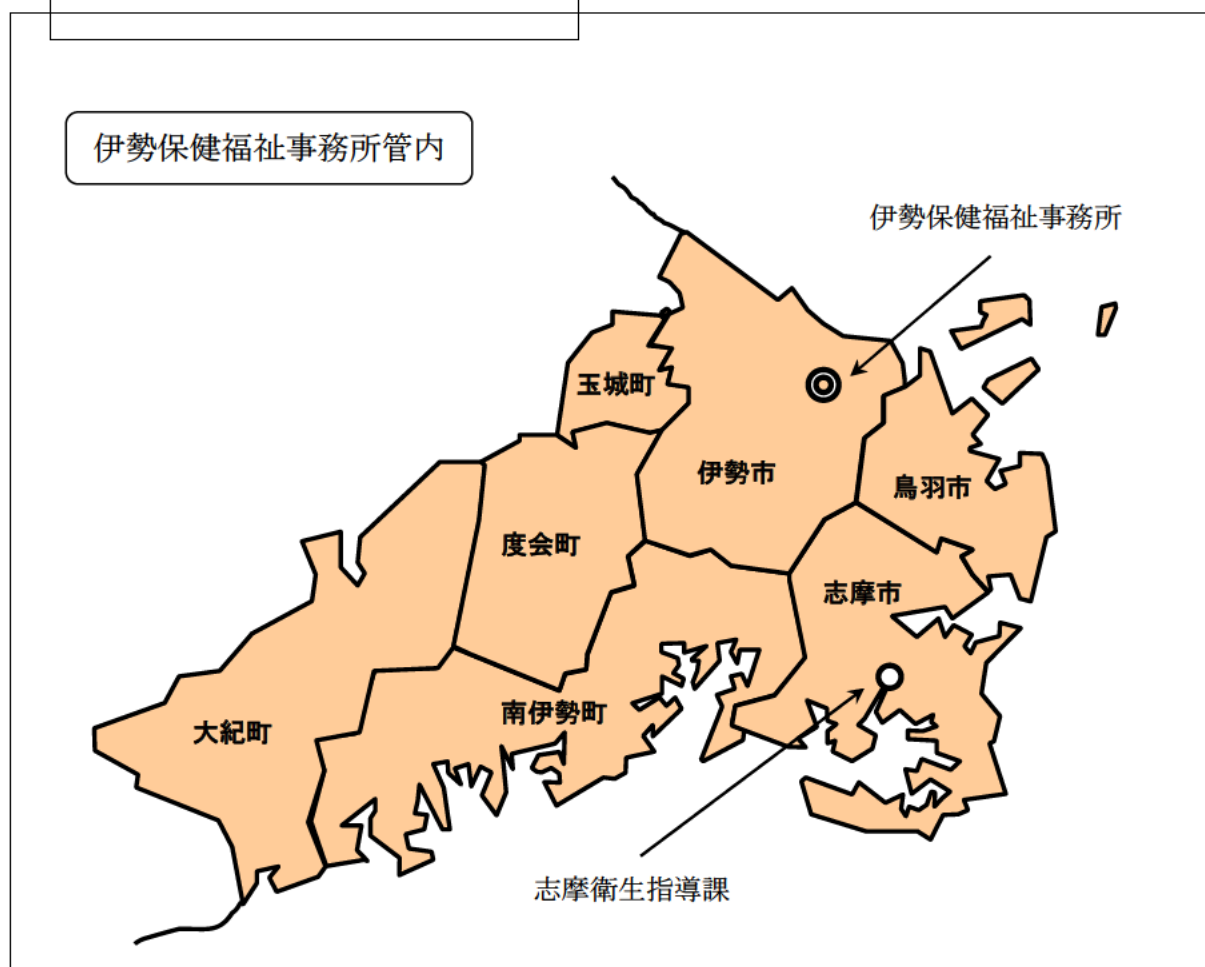 伊勢保健福祉事務所管内
伊勢保健福祉事務所
玉城町
伊勢市
鳥羽市
度会町
志摩市
南伊勢町
大紀町
志摩衛生指導課